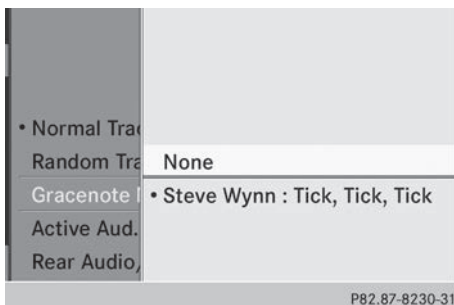 • Normal Trac
Random Tra
None
Gracenote
• Steve Wynn : Tick, Tick, Tick
Active Aud.
Rear Audio,
P82.87-8230-31